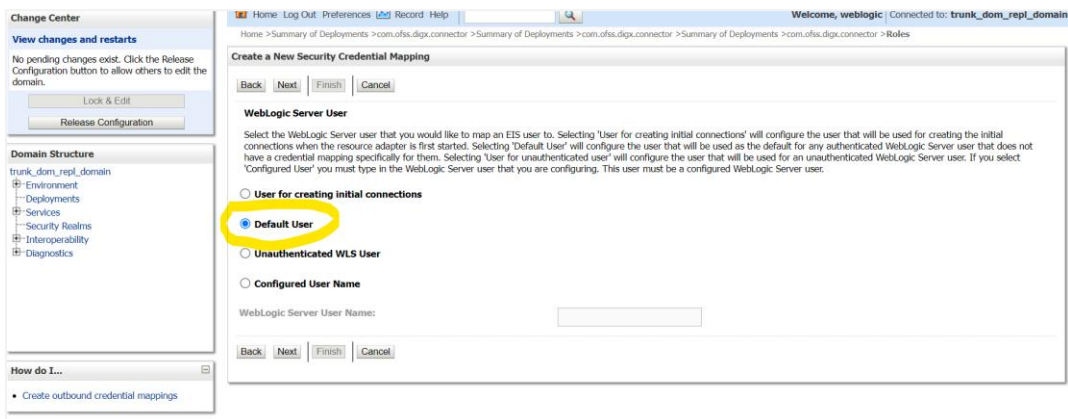 Change Center
View changes and restarts
No pending changes exist. Click the Release
Configuration button to allow others to edit the
domain.
Lock & Edit
Release Configuration
Domain Structure
trunk_dom_repl_domain
Environment
Deployments
Services
Security Realms
Interoperability
Diagnostics
How do I...
Create outbound credential mappings
Home Log Out Preferences Record Help
Welcome, weblogic Connected to: trunk_dom_repl_domain
Home >Summary of Deployments >com.ofss.digx.connector >Summary of Deployments >com.ofss.digx.connector >Summary of Deployments >com.ofss.digx.connector >Roles
Create a New Security Credential Mapping
Back Next Finish Cancel
WebLogic Server User
Select the WebLogic Server user that you would like to map an EIS user to. Selecting 'User for creating initial connections' will configure the user that will be used for creating the initial
connections when the resource adapter is first started. Selecting 'Default User' will configure the user that will be used as the default for any authenticated WebLogic Server user that does not
have a credential mapping specifically for them. Selecting 'User for unauthenticated user' will configure the user that will be used for an unauthenticated WebLogic Server user. If you select
'Configured User' you must type in the WebLogic Server user that you are configuring. This user must be a configured WebLogic Server user.
User for creating initial connections
Default User
Unauthenticated WLS User
Configured User Name
WebLogic Server User Name:
Back Next Finish Cancel